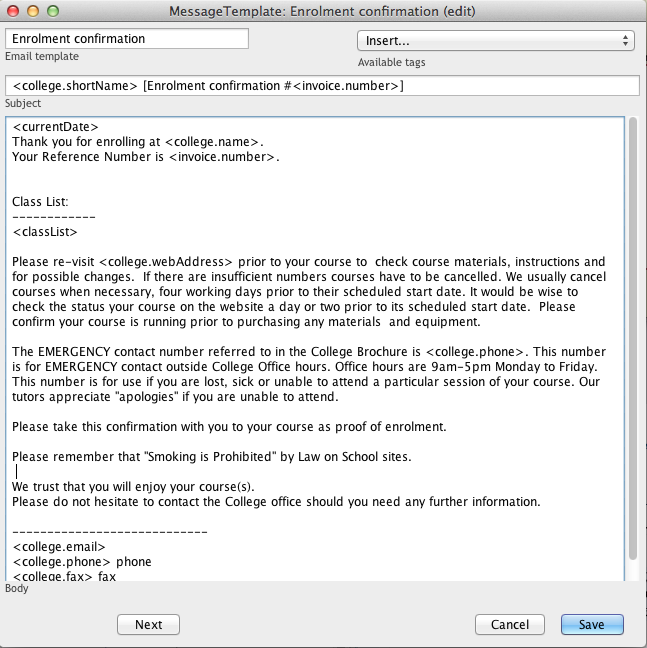 MessageTemplate: Enrolment confirmation (edit)
Enrolment confirmation
Insert...
Email template
Available tags
<college.shortName> [Enrolment confirmation #<invoice.number>]
Subject
<currentDate>
Thank you for enrolling at <college.name>.
Your Reference Number is <invoice.number>.
Class List:
------------
<classList>
Please re-visit <college.webAddress> prior to your course to  check course materials, instructions and
for possible changes.  If there are insufficient numbers courses have to be cancelled. We usually cancel
courses when necessary, four working days prior to their scheduled start date. It would be wise to
check the status your course on the website a day or two prior to its scheduled start date.  Please
confirm your course is running prior to purchasing any materials  and equipment.
The EMERGENCY contact number referred to in the College Brochure is <college.phone>. This number
is for EMERGENCY contact outside College Office hours. Office hours are 9am-5pm Monday to Friday.
This number is for use if you are lost, sick or unable to attend a particular session of your course. Our
tutors appreciate "apologies" if you are unable to attend.
Please take this confirmation with you to your course as proof of enrolment.
Please remember that "Smoking is Prohibited" by Law on School sites.
We trust that you will enjoy your course(s).
Please do not hesitate to contact the College office should you need any further information.
----------------------------
<college.email>
<college.phone> phone
<college.fax> fax
Body
Next
Cancel
Save